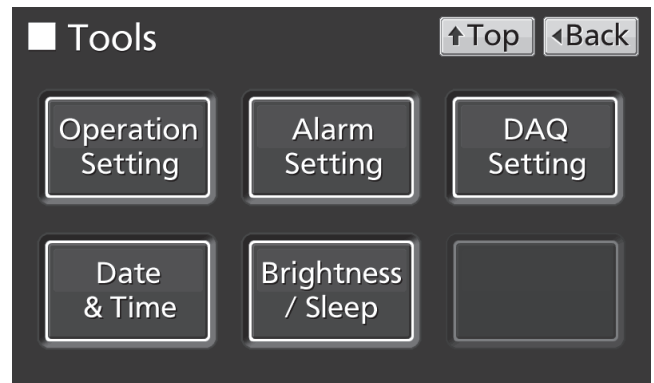 Tools
↑Top
◂Back
Operation
Setting
Alarm
Setting
DAQ
Setting
Date
& Time
Brightness
/ Sleep